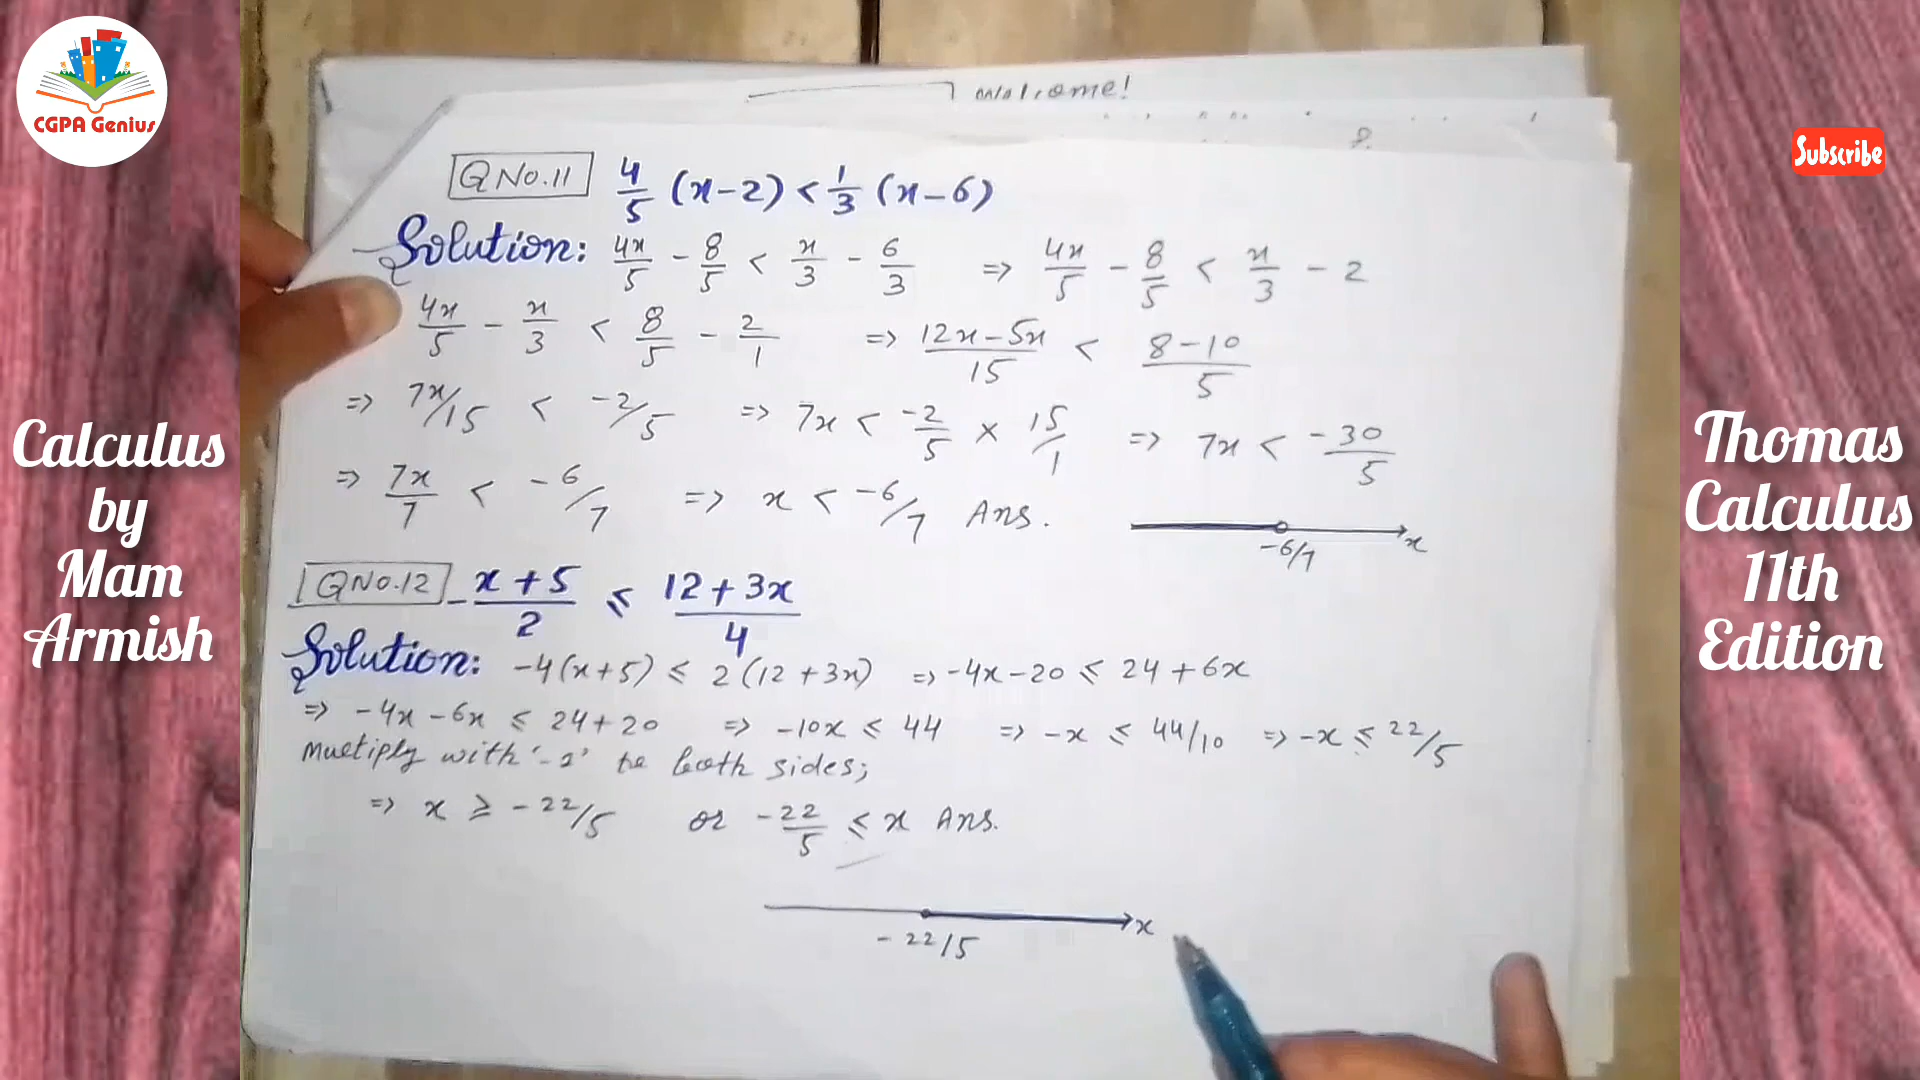 CGPA Genius
Calculus
by
Mam
Armish
Subscribe
Thomas
Calculus
11th
Edition
welcome!
Q No.11 4/5 (x-2) < 1/3 (x-6)
Solution: 4x/5 - 8/5 < x/3 - 6/3 => 4x/5 - 8/5 < x/3 - 2
4x/5 - x/3 < 8/5 - 2/1 => 12x-5x/15 < 8-10/5
=> 7x/15 < -2/5 => 7x < -2/5 × 15/1 => 7x < -30/5
=> 7x/7 < -6/7 => x < -6/7 Ans.
-6/7 x
Q No.12 - x+5/2 ≤ 12+3x/4
Solution: -4(x+5) ≤ 2(12+3x) => -4x-20 ≤ 24+6x
=> -4x-6x ≤ 24+20 => -10x ≤ 44 => -x ≤ 44/10 => -x ≤ 22/5
multiply with both sides;
=> x ≥ -22/5 or -22/5 ≤ x Ans.
-22/5 x